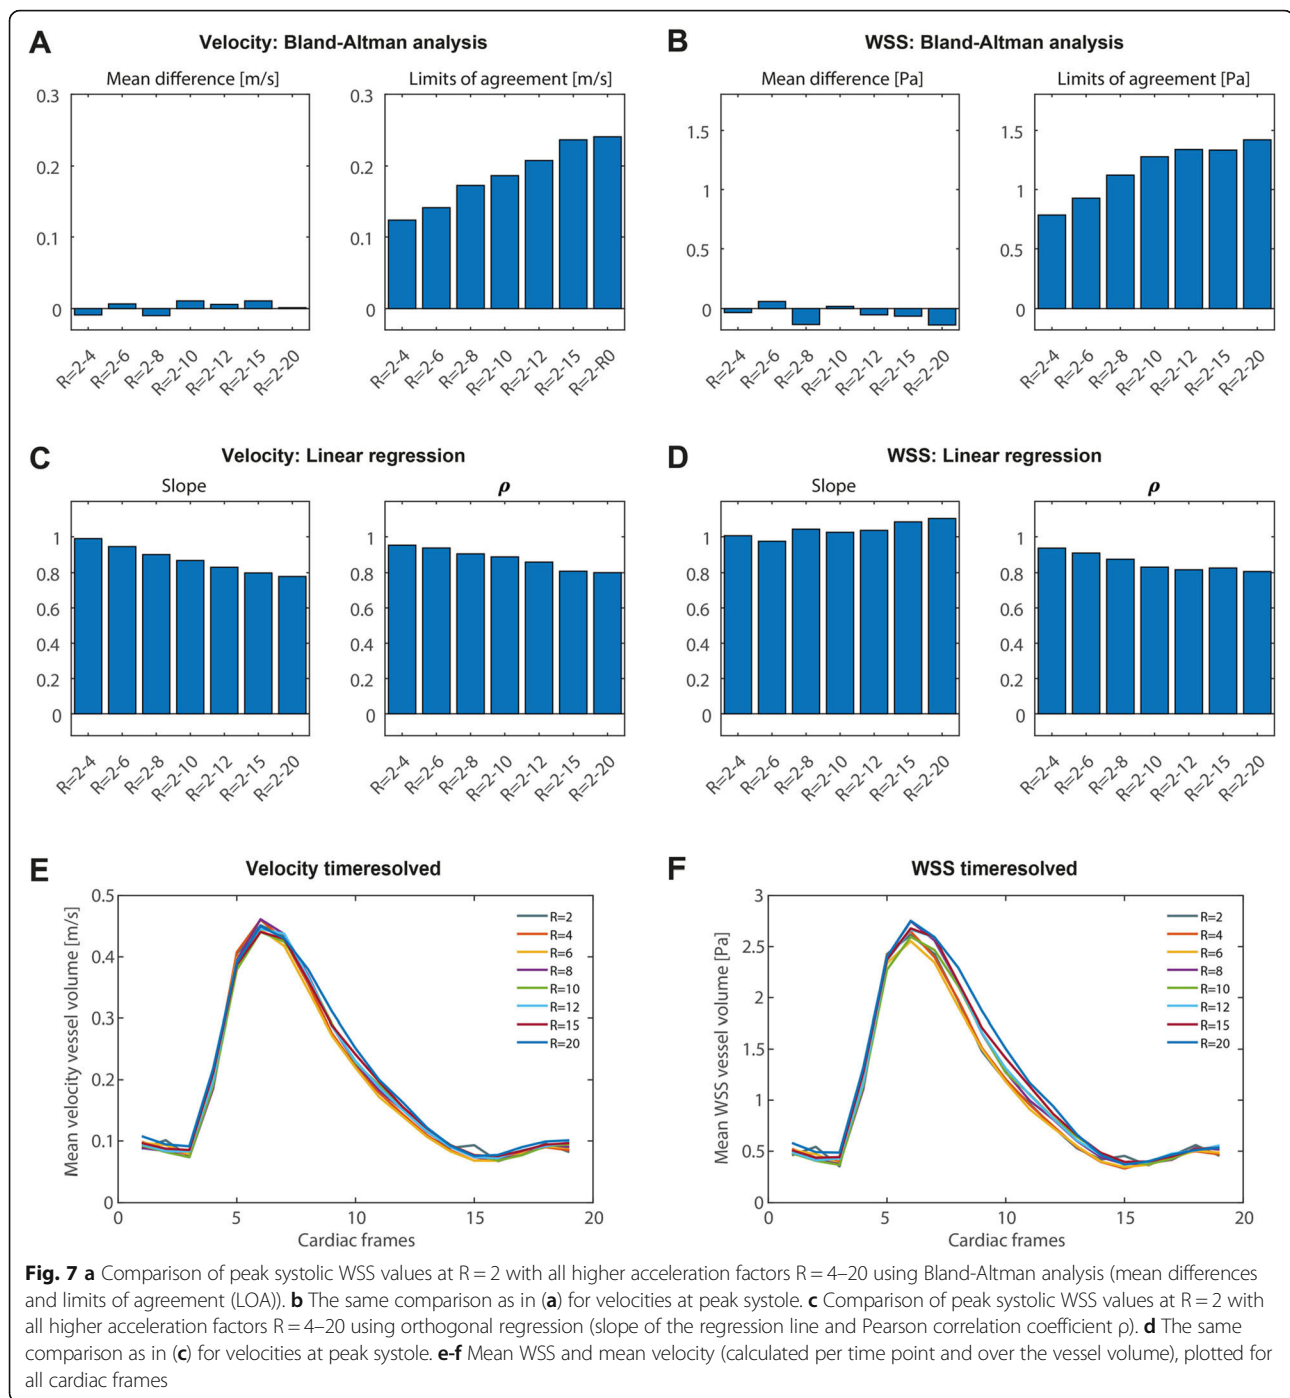 A
Velocity: Bland-Altman analysis
Mean difference [m/s]
0.3
0.2
0.1
0
R=2-4
R=2-6
R=2-8
R=2-10
R=2-12
R=2-15
R=2-20
Limits of agreement [m/s]
0.3
0.2
0.1
0
R=2-4
R=2-6
R=2-8
R=2-10
R=2-12
R=2-15
R=2-R0
B
WSS: Bland-Altman analysis
Mean difference [Pa]
1.5
1
0.5
0
R=2-4
R=2-6
R=2-8
R=2-10
R=2-12
R=2-15
R=2-20
Limits of agreement [Pa]
1.5
1
0.5
0
R=2-4
R=2-6
R=2-8
R=2-10
R=2-12
R=2-15
R=2-20
C
Velocity: Linear regression
Slope
1
0.8
0.6
0.4
0.2
0
R=2-4
R=2-6
R=2-8
R=2-10
R=2-12
R=2-15
R=2-20
ρ
1
0.8
0.6
0.4
0.2
0
R=2-4
R=2-6
R=2-8
R=2-10
R=2-12
R=2-15
R=2-20
D
WSS: Linear regression
Slope
1
0.8
0.6
0.4
0.2
0
R=2-4
R=2-6
R=2-8
R=2-10
R=2-12
R=2-15
R=2-20
ρ
1
0.8
0.6
0.4
0.2
0
R=2-4
R=2-6
R=2-8
R=2-10
R=2-12
R=2-15
R=2-20
E
Velocity timeresolved
Mean velocity vessel volume [m/s]
0.5
0.4
0.3
0.2
0.1
0
0 5 10 15 20
Cardiac frames
R=2
R=4
R=6
R=8
R=10
R=12
R=15
R=20
F
WSS timeresolved
Mean WSS vessel volume [Pa]
3
2.5
2
1.5
1
0.5
0
0 5 10 15 20
Cardiac frames
R=2
R=4
R=6
R=8
R=10
R=12
R=15
R=20
Fig. 7 a Comparison of peak systolic WSS values at R = 2 with all higher acceleration factors R = 4–20 using Bland-Altman analysis (mean differences
and limits of agreement (LOA)). b The same comparison as in (a) for velocities at peak systole. c Comparison of peak systolic WSS values at R = 2 with
all higher acceleration factors R = 4–20 using orthogonal regression (slope of the regression line and Pearson correlation coefficient ρ). d The same
comparison as in (c) for velocities at peak systole. e-f Mean WSS and mean velocity (calculated per time point and over the vessel volume), plotted for
all cardiac frames